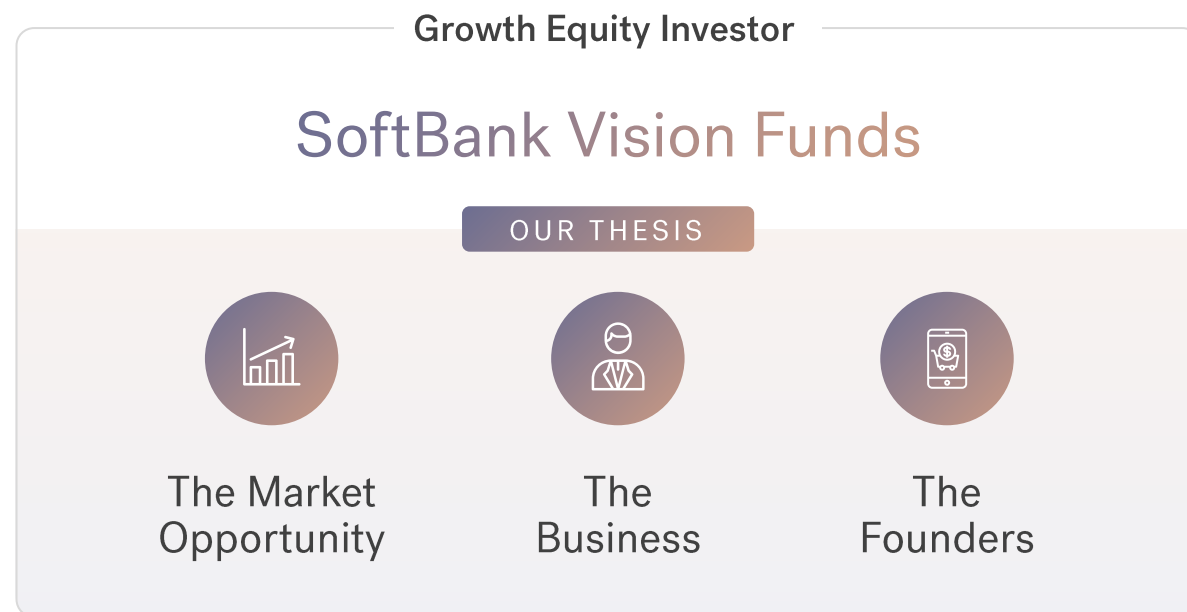 Growth Equity Investor
SoftBank Vision Funds
OUR THESIS
The Market
Opportunity
The
Business
The
Founders